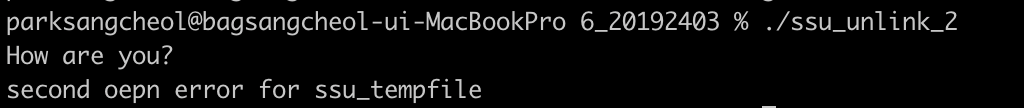 parksangcheol@bagsangcheol-ui-MacBookPro 6_20192403 % ./ssu_unlink_2
How are you?
second oepn error for ssu_tempfile